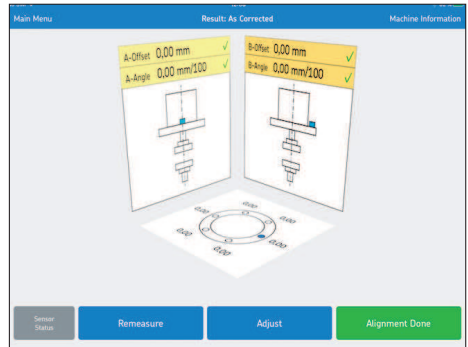 Main Menu
Result: As Corrected
Machine Information
A-Offset 0,00 mm ✓
A-Angle 0,00 mm/100 ✓
B-Offset 0,00 mm ✓
B-Angle 0,00 mm/100 ✓
0,00
0,00
0,00
0,00
0,00
0,00
Sensor
Status
Remeasure
Adjust
Alignment Done